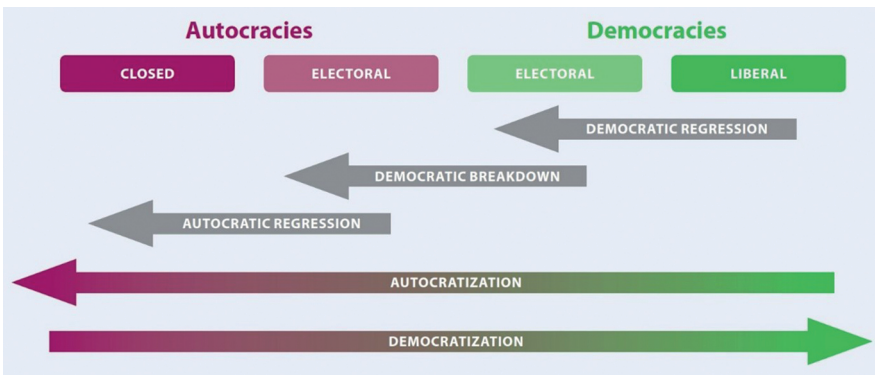 Autocracies Democracies
CLOSED ELECTORAL ELECTORAL LIBERAL
DEMOCRATIC REGRESSION
DEMOCRATIC BREAKDOWN
AUTOCRATIC REGRESSION
AUTOCRATIZATION
DEMOCRATIZATION